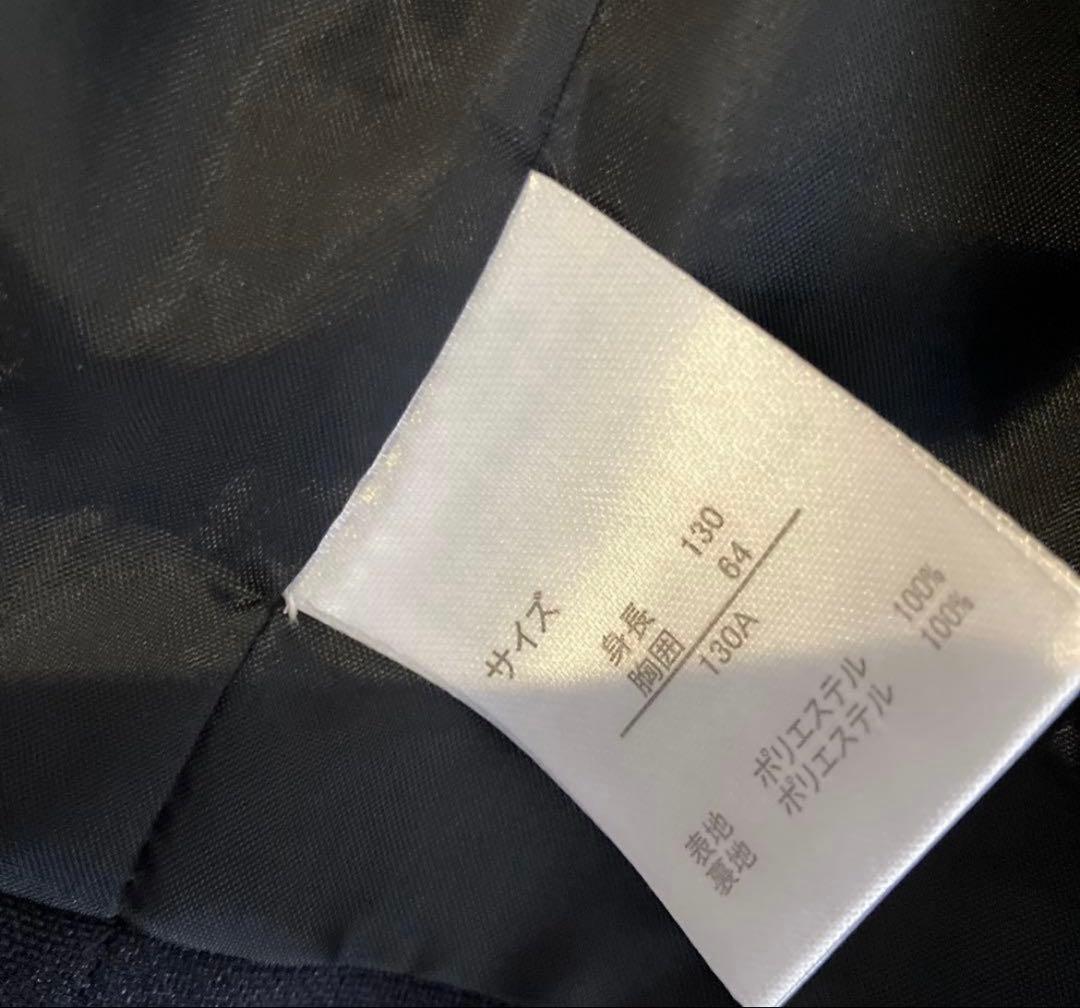 サイズ
身長 130
胸囲 64
130A
表地 ポリエステル 100%
裏地 ポリエステル 100%